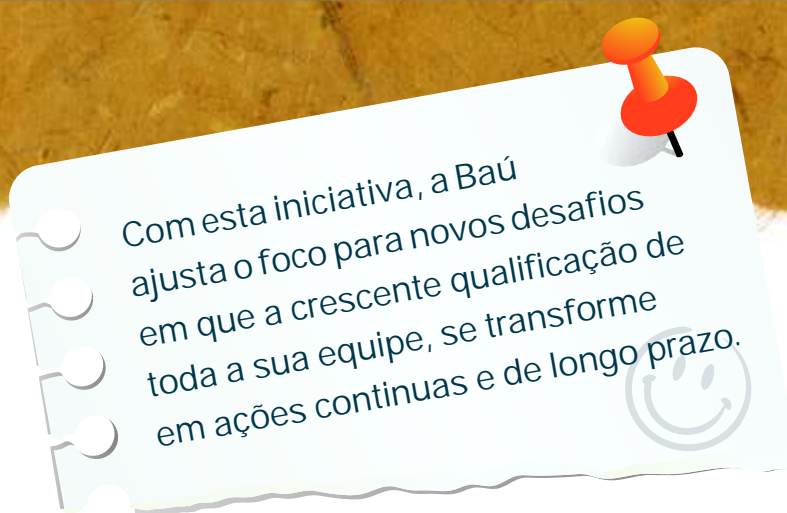 Com esta iniciativa, a Baú
ajusta o foco para novos desafios
em que a crescente qualificação de
toda a sua equipe, se transforme
em ações continuas e de longo prazo.